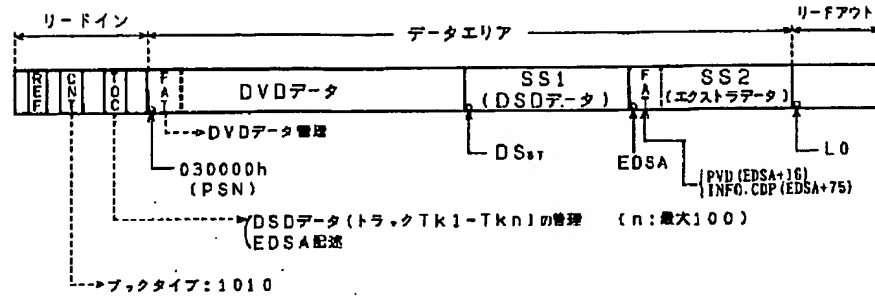 リードイン
データエリア
リードアウト
REF
CNT
TOC
FAT
DVDデータ
SS1
(DSDデータ)
FAT
SS2
(エクストラデータ)
DVDデータ管理
030000h
(PSN)
DSST
EDSA
LO
PVD(EDSA+16)
INFO.CDP(EDSA+75)
DSDデータ(トラックTk1-Tkn)の管理 (n:最大100)
EDSA記述
ブックタイプ:1010